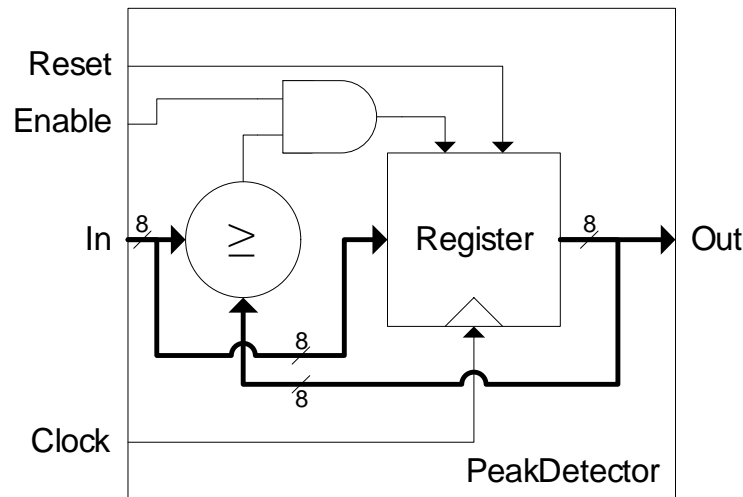 Reset
Enable
In
8
≥
8
Register
8
8
Out
Clock
PeakDetector